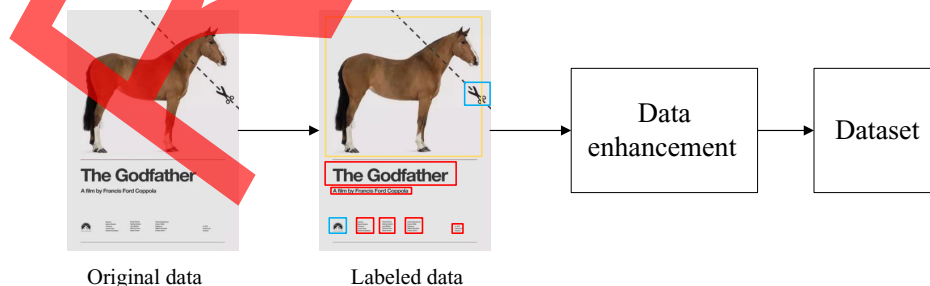 The Godfather
A film by Francis Ford Coppola
The Godfather
A film by Francis Ford Coppola
Data
enhancement
Dataset
Original data
Labeled data